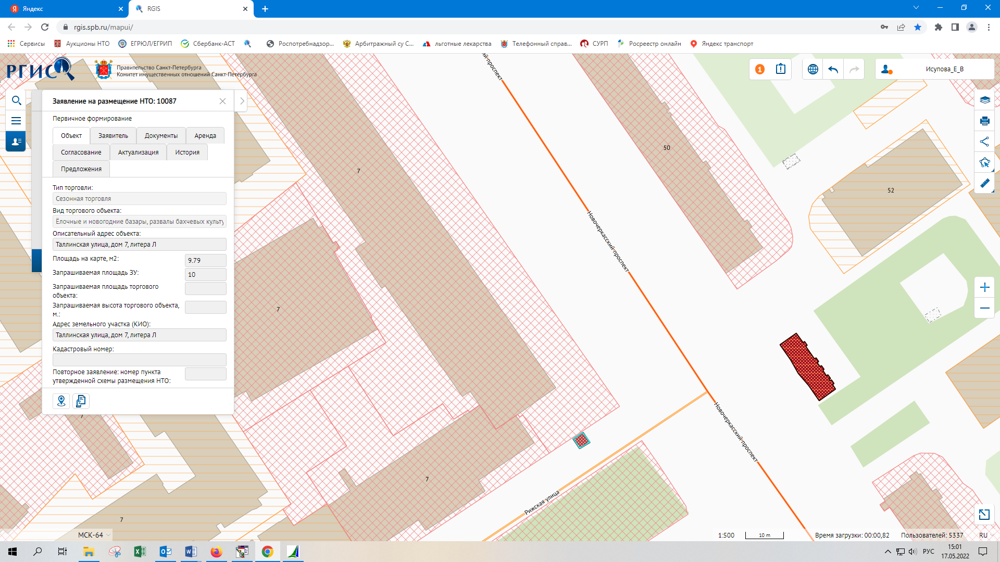 Яндекс
RGIS
rgis.spb.ru/mapui/
Сервисы
Аукционы НТО
ЕГРЮЛ/ЕГРИП
Сбербанк-АСТ
Роспотребнадзор...
Арбитражный су С...
льготные лекарства
Телефонный справ...
СУРП
Росреестр онлайн
Яндекс транспорт
РГИС
Правительство Санкт-Петербурга
Комитет имущественных отношений Санкт-Петербурга
1
Исупова_Е_В
Заявление на размещение НТО: 10087
Первичное формирование
Объект
Заявитель
Документы
Аренда
Согласование
Актуализация
История
Предложения
Тип торговли:
Сезонная торговля
Вид торгового объекта:
Ёлочные и новогодние базары, развалы бахчевых культу
Описательный адрес объекта:
Таллинская улица, дом 7, литера Л
Площадь на карте, м2:
9.79
Запрашиваемая площадь ЗУ:
10
Запрашиваемая площадь торгового
объекта:
Запрашиваемая высота торгового объекта,
м.:
Адрес земельного участка (КИО):
Таллинская улица, дом 7, литера Л
Кадастровый номер:
Повторное заявление: номер пункта
утвержденной схемы размещения НТО:
ий проспект
50
7
52
Новочеркасский проспект
7
Новочеркасский проспект
7
7
Рижская улица
7
МСК-64
1:500
10 m
Время загрузки: 00:00,82
Пользователей: 5337
RU
РУС
15:01
17.05.2022